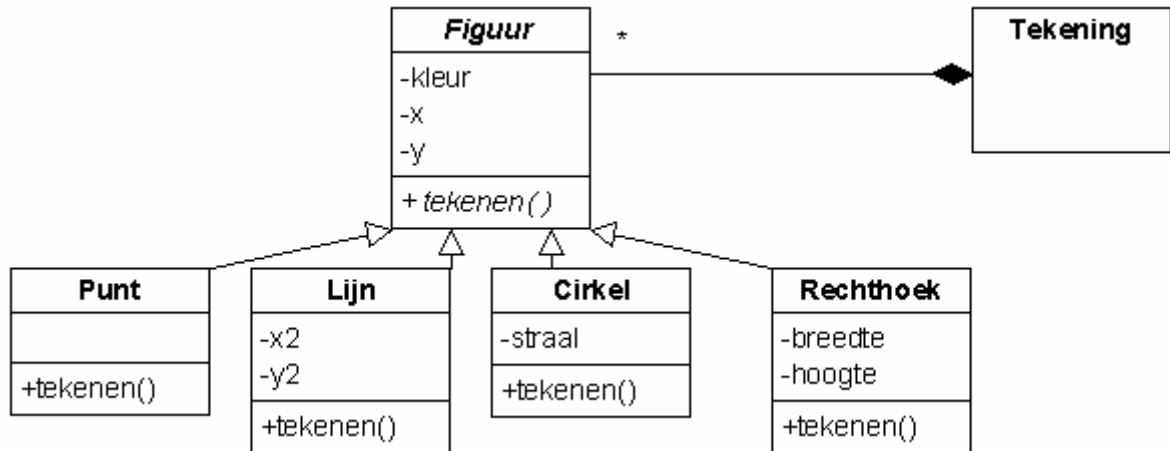 Figuur
-kleur
-x
-y
+tekenen()
*
Tekening
Punt
+tekenen()
Lijn
-x2
-y2
+tekenen()
Cirkel
-straal
+tekenen()
Rechthoek
-breedte
-hoogte
+tekenen()